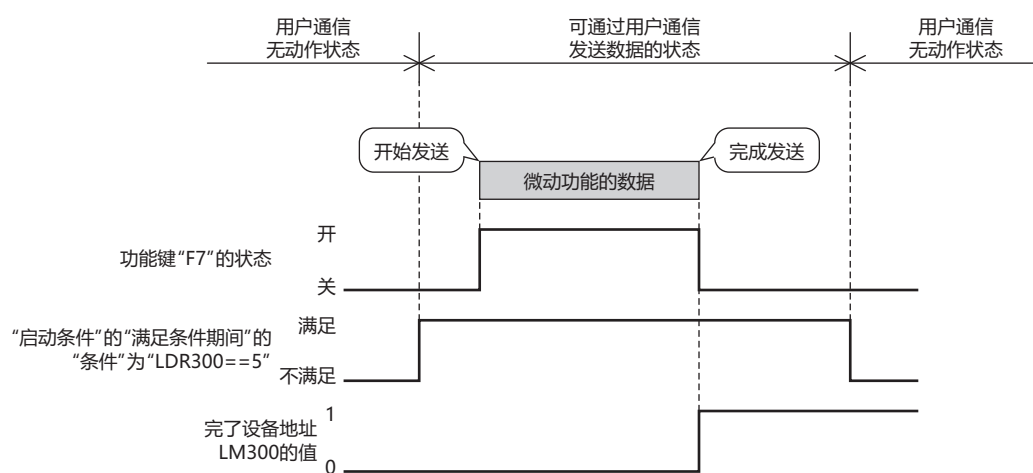 用户通信
无动作状态
可通过用户通信
发送数据的状态
用户通信
无动作状态
开始发送
完成发送
微动功能的数据
开
功能键“F7”的状态
关
满足
“启动条件”的“满足条件期间”的
“条件”为“LDR300==5”
不满足
1
完了设备地址
LM300的值
0